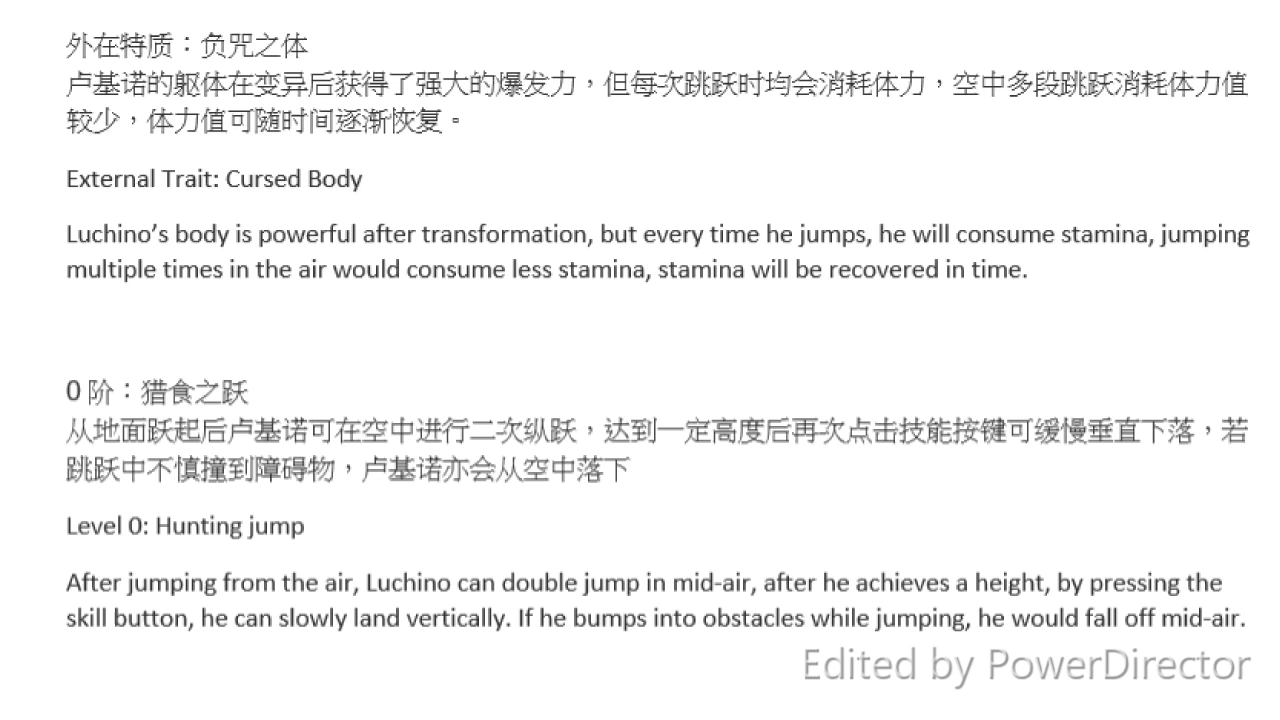 外在特质：负咒之体
卢基诺的躯体在变异后获得了强大的爆发力，但每次跳跃时均会消耗体力，空中多段跳跃消耗体力值
较少，体力值可随时间逐渐恢复。
External Trait: Cursed Body
Luchino’s body is powerful after transformation, but every time he jumps, he will consume stamina, jumping
multiple times in the air would consume less stamina, stamina will be recovered in time.
0 阶：猎食之跃
从地面跃起后卢基诺可在空中进行二次纵跃，达到一定高度后再次点击技能按键可缓慢垂直下落，若
跳跃中不慎撞到障碍物，卢基诺亦会从空中落下
Level 0: Hunting jump
After jumping from the air, Luchino can double jump in mid-air, after he achieves a height, by pressing the
skill button, he can slowly land vertically. If he bumps into obstacles while jumping, he would fall off mid-air.
Edited by PowerDirector